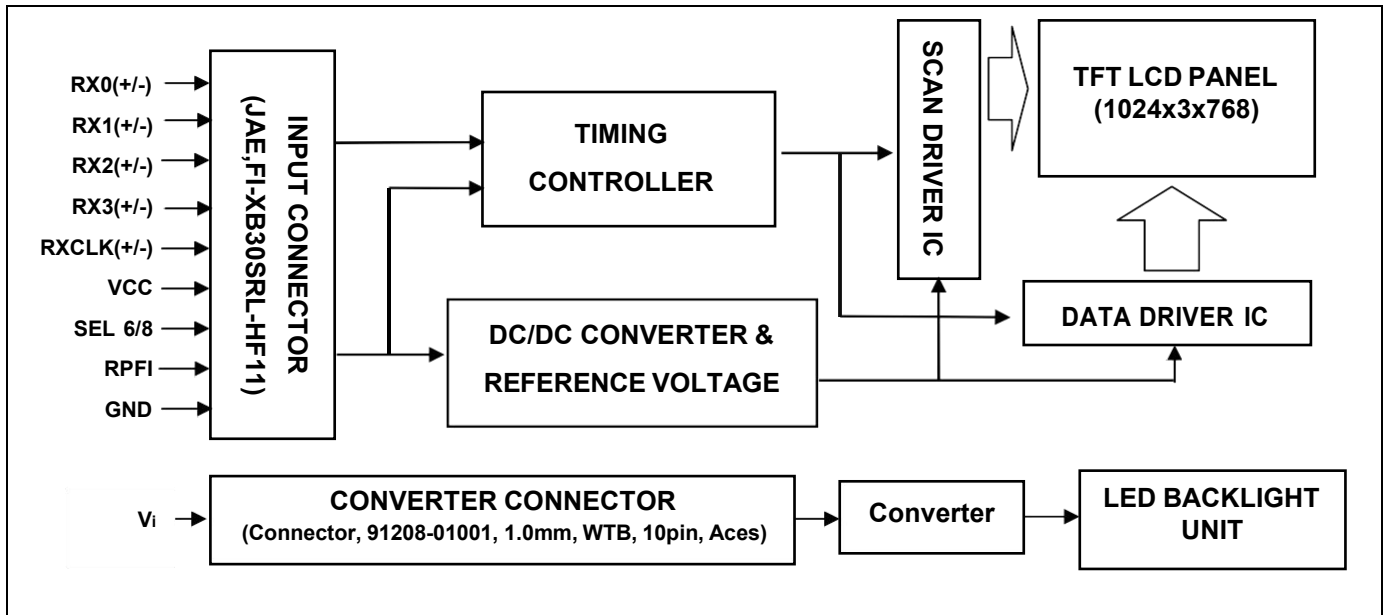 RX0(+/-)
RX1(+/-)
RX2(+/-)
RX3(+/-)
RXCLK(+/-)
VCC
SEL 6/8
RPFI
GND
INPUT CONNECTOR
(JAE,FI-XB30SRL-HF11)
TIMING
CONTROLLER
DC/DC CONVERTER &
REFERENCE VOLTAGE
SCAN DRIVER IC
TFT LCD PANEL
(1024x3x768)
DATA DRIVER IC
Vi
CONVERTER CONNECTOR
(Connector, 91208-01001, 1.0mm, WTB, 10pin, Aces)
Converter
LED BACKLIGHT
UNIT